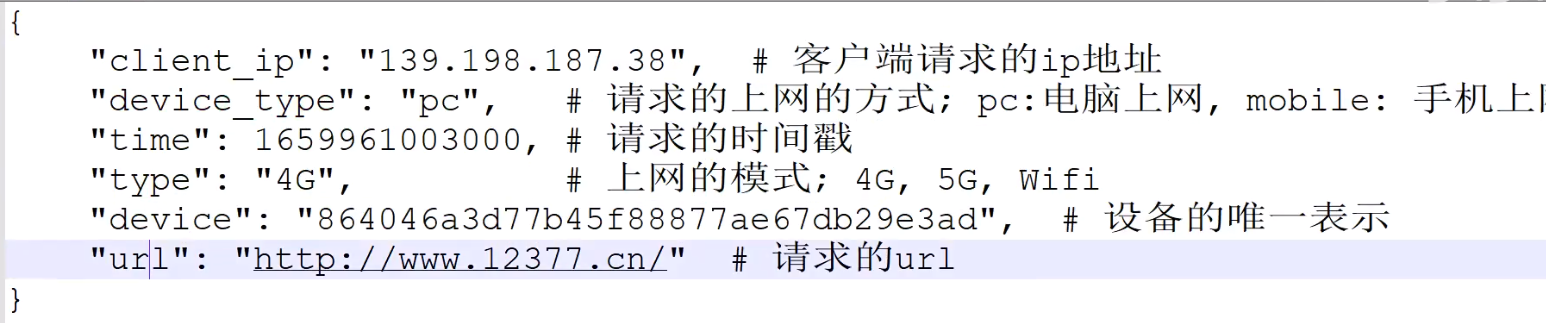 {
"client_ip": "139.198.187.38", # 客户端请求的ip地址
"device_type": "pc", # 请求的上网的方式; pc:电脑上网, mobile: 手机上
"time": 1659961003000, # 请求的时间戳
"type": "4G", # 上网的模式; 4G, 5G, Wifi
"device": "864046a3d77b45f88877ae67db29e3ad", # 设备的唯一表示
"url": "http://www.12377.cn/" # 请求的url
}